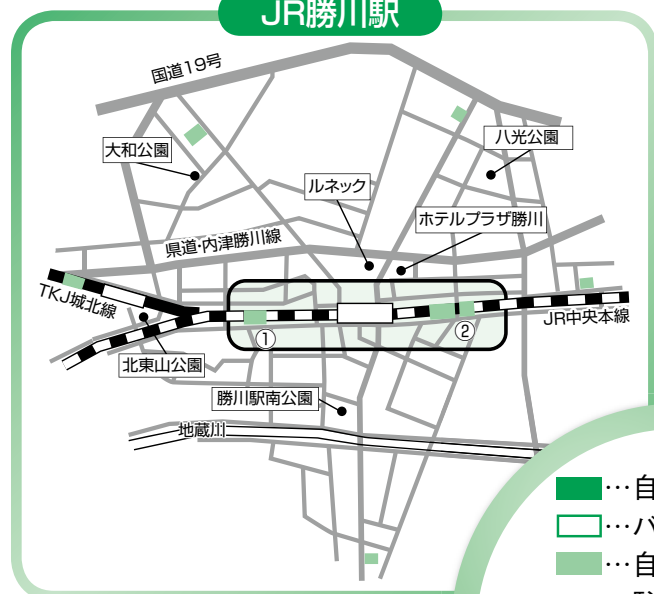 JR勝川駅
国道19号
大和公園
八光公園
ルネック
ホテルプラザ勝川
県道・内津勝川線
TKJ城北線
JR中央本線
①
②
北東山公園
勝川駅南公園
地蔵川
…自
…バ
…自